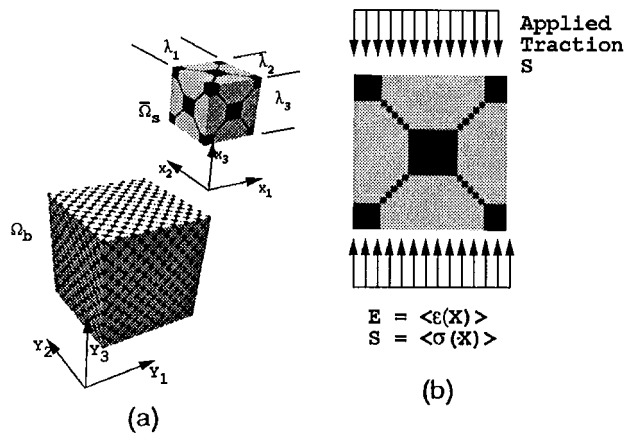 λ1
λ2
λ3
Ω̅s
x3
x2
x1
Ωb
Y2
Y3
Y1
(a)
Applied
Traction
S
E = <ε(X)>
S = <σ(X)>
(b)